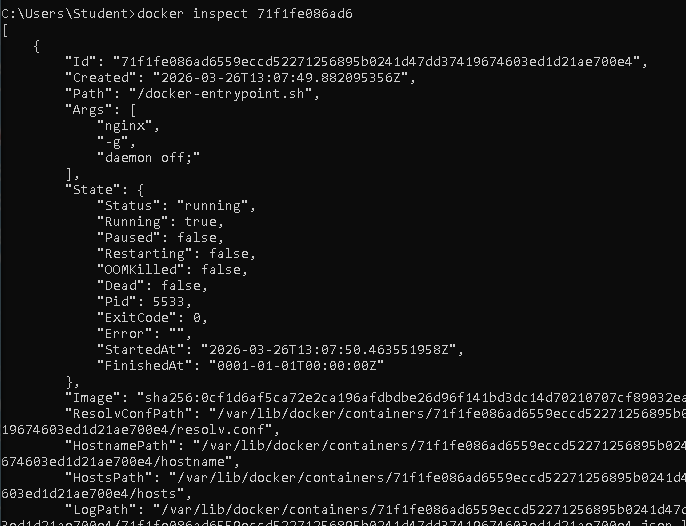 C:\Users\Student>docker inspect 71f1fe086ad6
[
    {
        "Id": "71f1fe086ad6559eccd52271256895b0241d47dd37419674603ed1d21ae700e4",
        "Created": "2026-03-26T13:07:49.882095356Z",
        "Path": "/docker-entrypoint.sh",
        "Args": [
            "nginx",
            "-g",
            "daemon off;"
        ],
        "State": {
            "Status": "running",
            "Running": true,
            "Paused": false,
            "Restarting": false,
            "OOMKilled": false,
            "Dead": false,
            "Pid": 5533,
            "ExitCode": 0,
            "Error": "",
            "StartedAt": "2026-03-26T13:07:50.463551958Z",
            "FinishedAt": "0001-01-01T00:00:00Z"
        },
        "Image": "sha256:0cf1d6af5ca72e2ca196afdbdbe26d96f141bd3dc14d70210707cf89032ea
        "ResolvConfPath": "/var/lib/docker/containers/71f1fe086ad6559eccd52271256895b0
19674603ed1d21ae700e4/resolv.conf",
        "HostnamePath": "/var/lib/docker/containers/71f1fe086ad6559eccd52271256895b024
674603ed1d21ae700e4/hostname",
        "HostsPath": "/var/lib/docker/containers/71f1fe086ad6559eccd52271256895b0241d4
603ed1d21ae700e4/hosts",
        "LogPath": "/var/lib/docker/containers/71f1fe086ad6559eccd52271256895b0241d47d